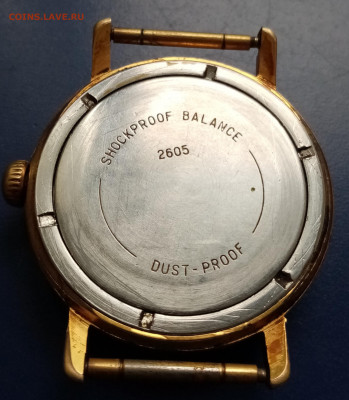 COINS.LAVE.RU
SHOCKPROOF BALANCE
2605
DUST-PROOF